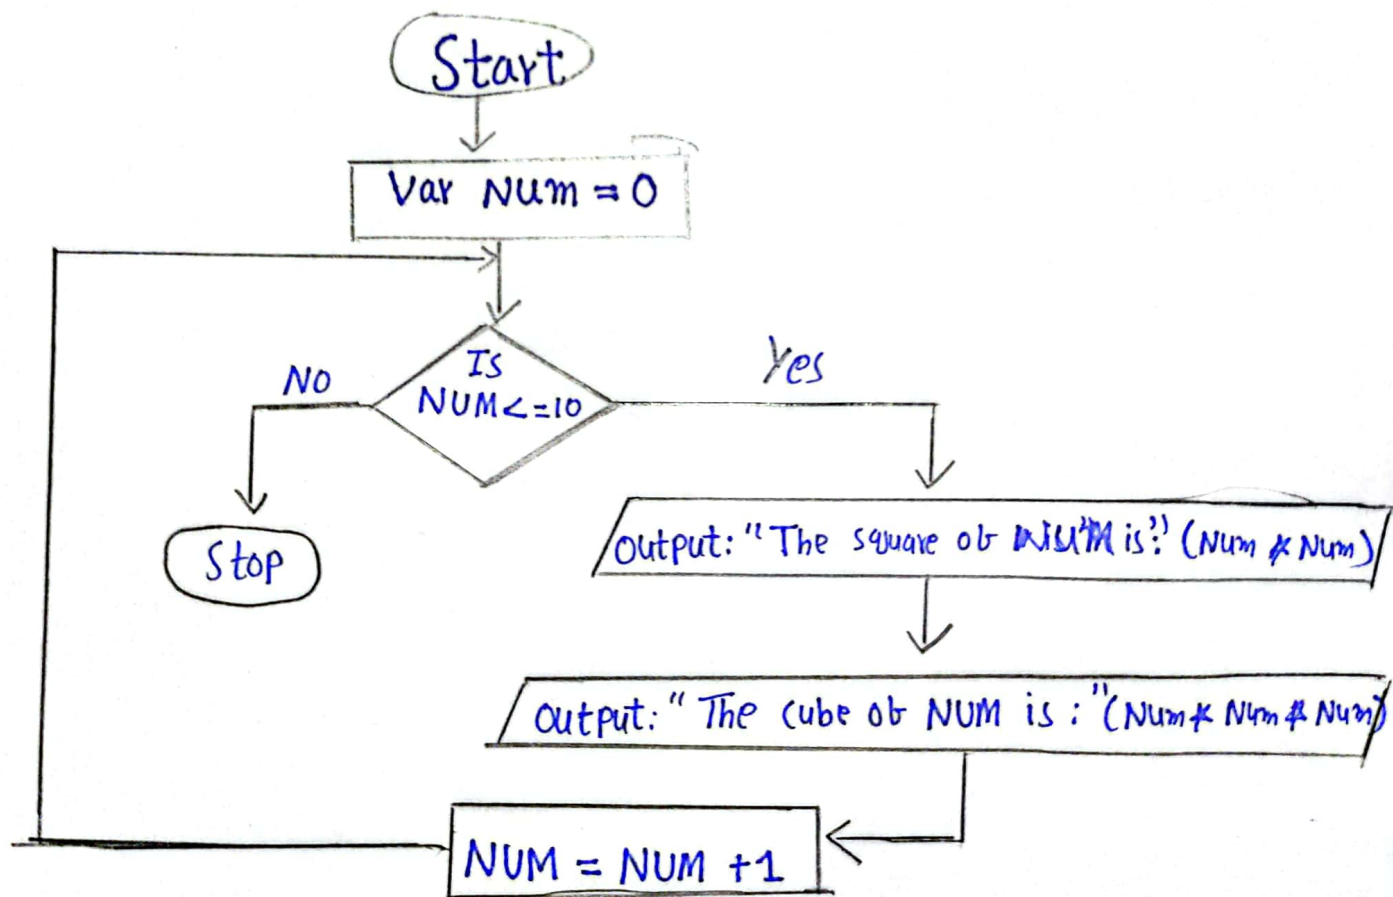 Start
Var NUM = 0
Is
NUM <= 10
NO
Yes
Stop
output: "The square of NUM is:" (Num * Num)
output: "The cube of NUM is :" (Num * Num * Num)
NUM = NUM + 1